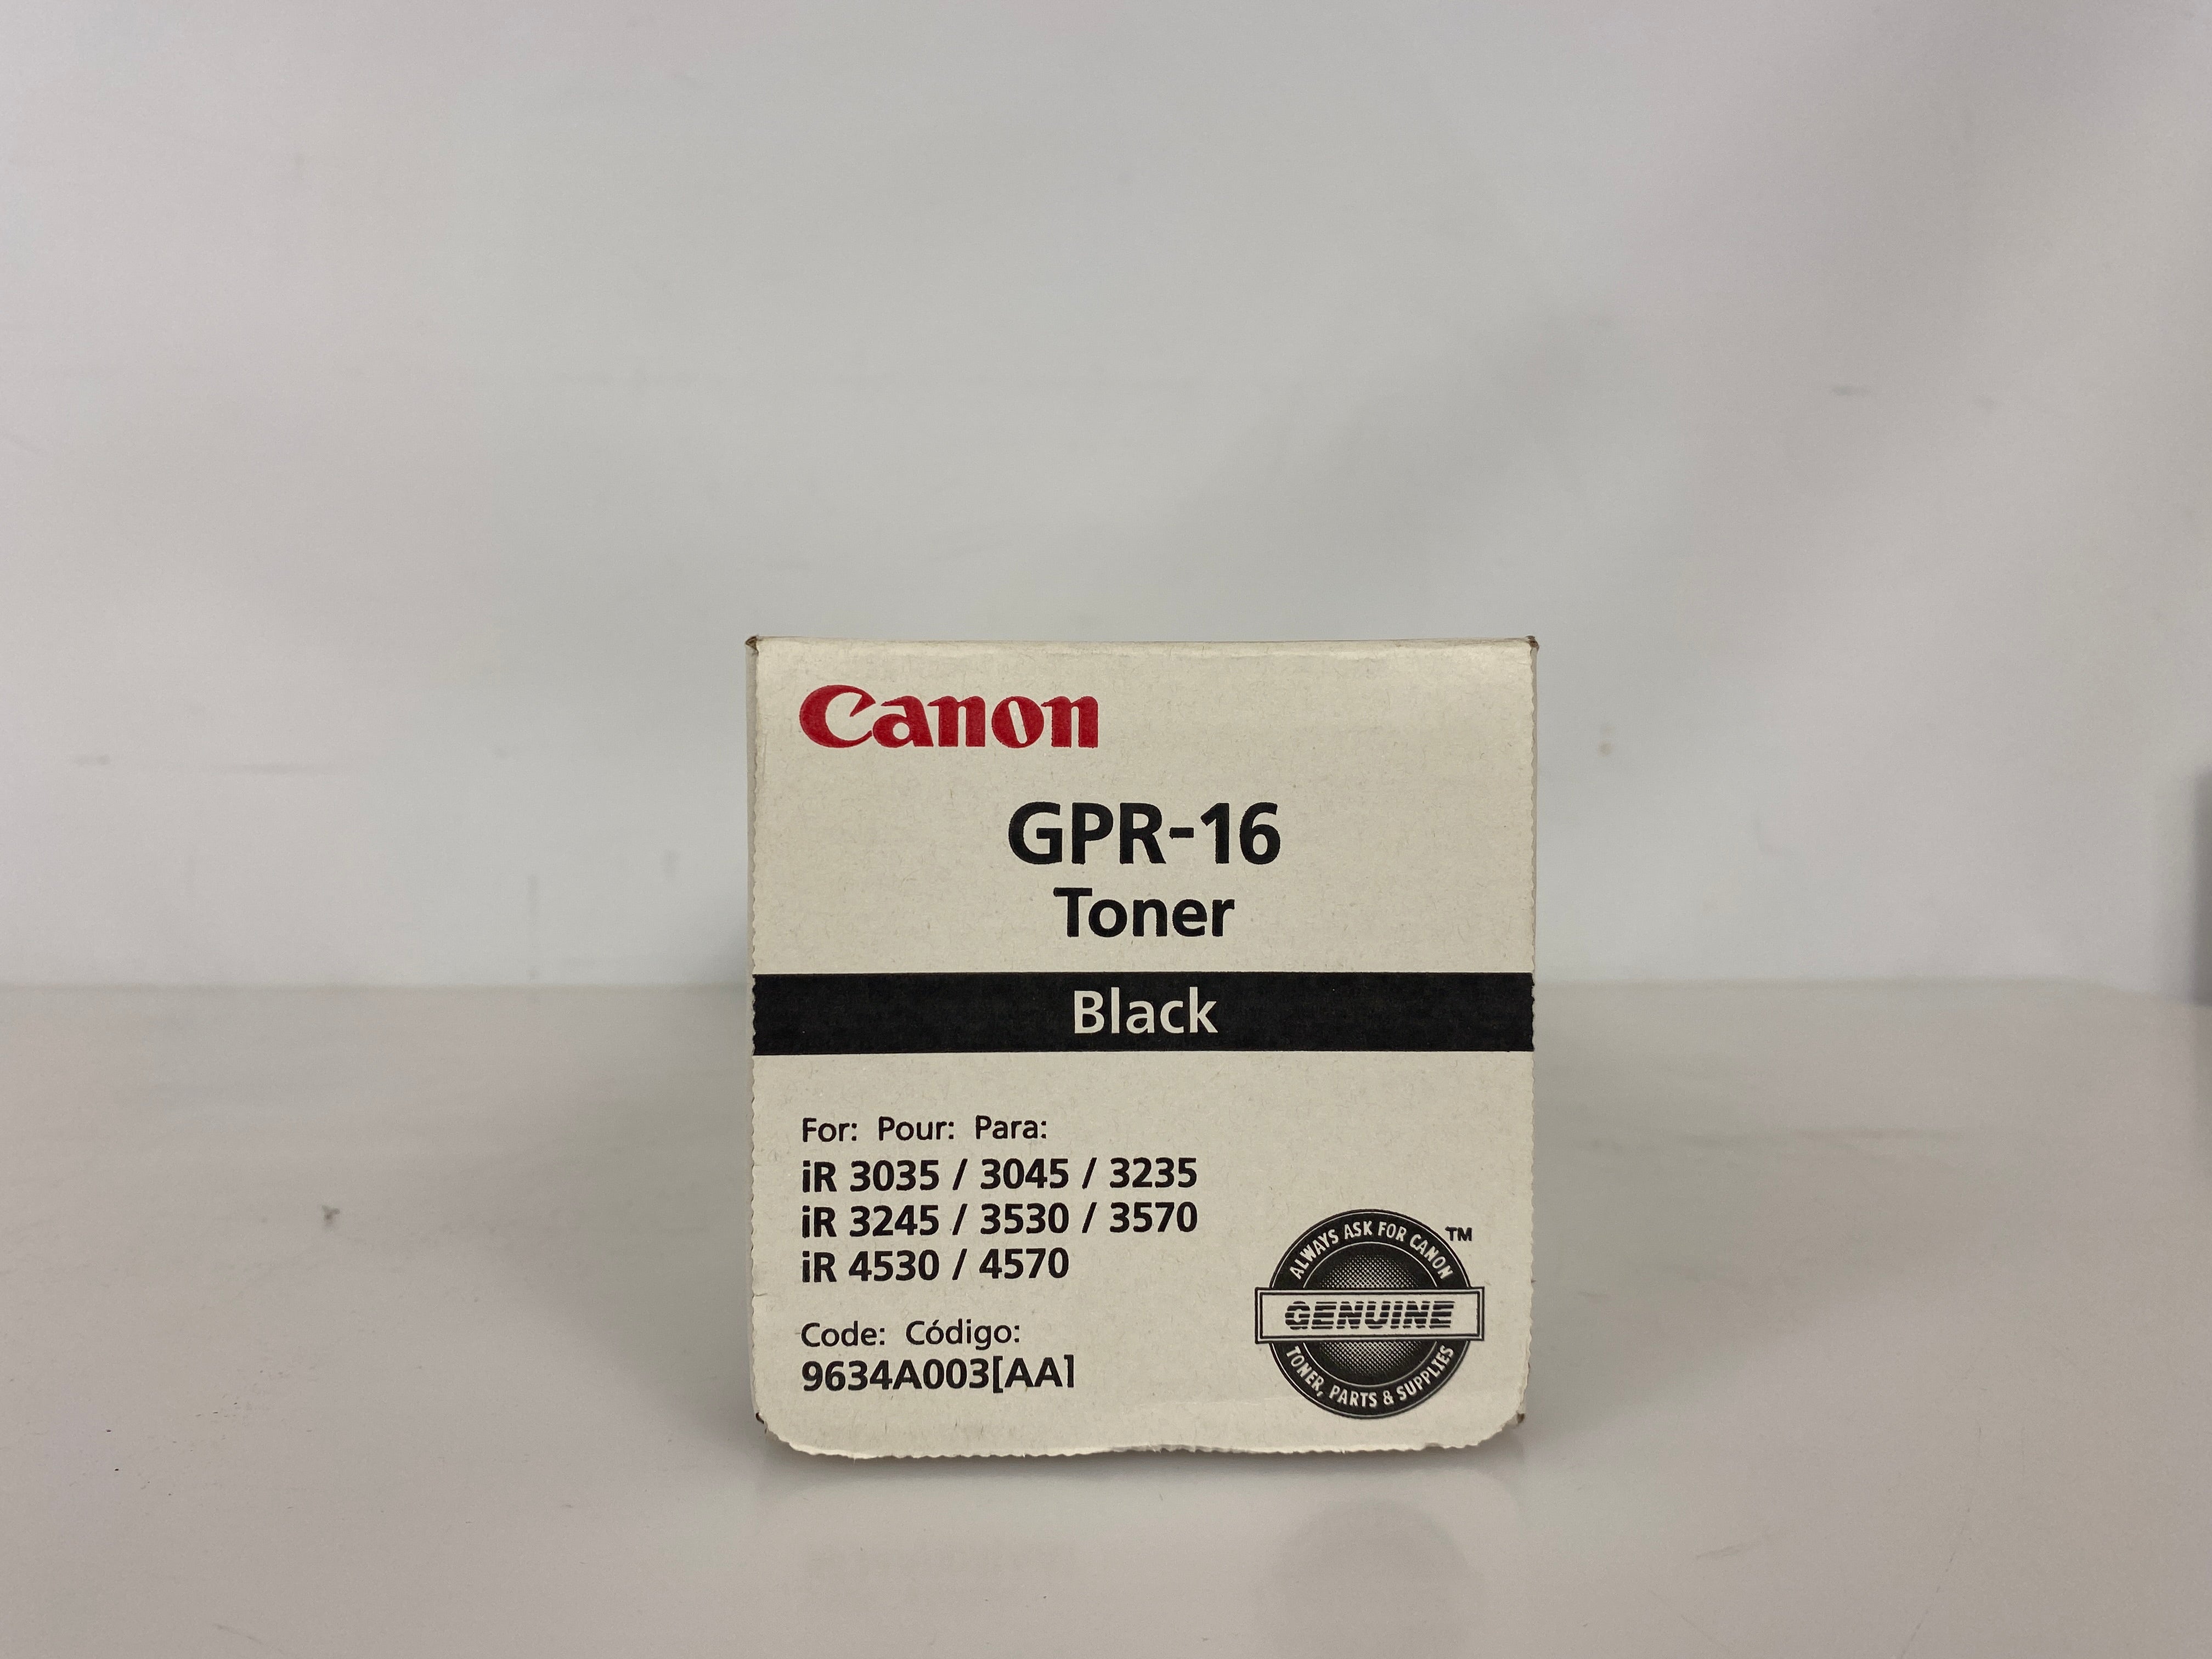 Canon
GPR-16
Toner
Black
For: Pour: Para:
iR 3035 / 3045 / 3235
iR 3245 / 3530 / 3570
iR 4530 / 4570
Code: Código:
9634A003[AA]
ALWAYS ASK FOR CANON ™
GENUINE
TONER, PARTS & SUPPLIES